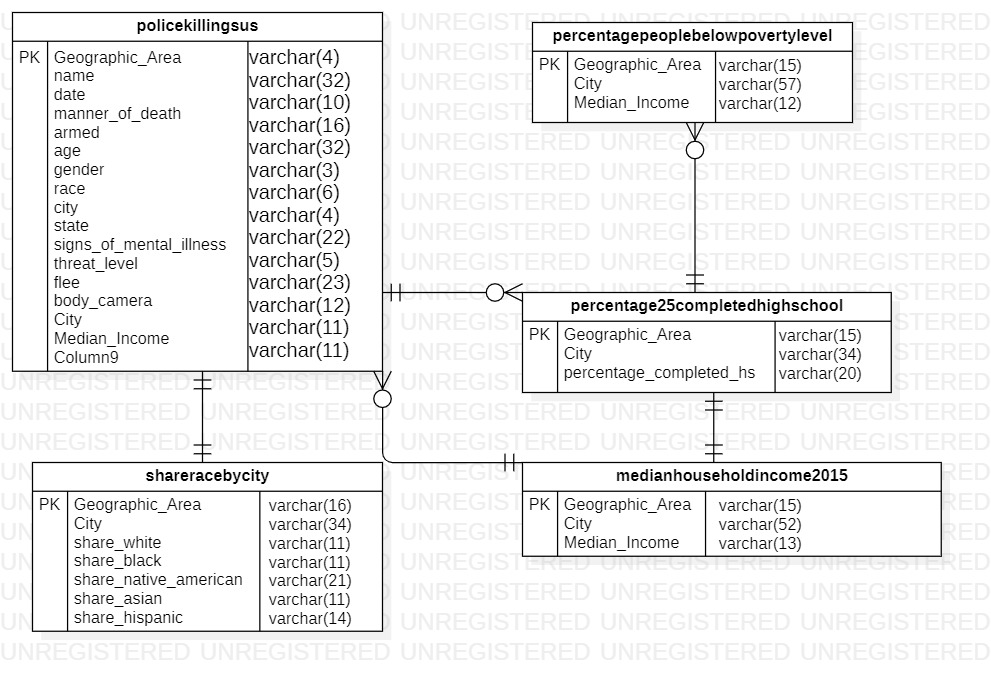 policekillingsus
PK
Geographic_Area varchar(4)
name varchar(32)
date varchar(10)
manner_of_death varchar(16)
armed varchar(32)
age varchar(3)
gender varchar(6)
race varchar(4)
city varchar(22)
state varchar(5)
signs_of_mental_illness varchar(23)
threat_level varchar(12)
flee varchar(11)
body_camera varchar(11)
City
Median_Income
Column9
percentagepeoplebelowpovertylevel
PK
Geographic_Area varchar(15)
City varchar(57)
Median_Income varchar(12)
percentage25completedhighschool
PK
Geographic_Area varchar(15)
City varchar(34)
percentage_completed_hs varchar(20)
shareracebycity
PK
Geographic_Area varchar(16)
City varchar(34)
share_white varchar(11)
share_black varchar(11)
share_native_american varchar(21)
share_asian varchar(11)
share_hispanic varchar(14)
medianhouseholdincome2015
PK
Geographic_Area varchar(15)
City varchar(52)
Median_Income varchar(13)
UNREGISTERED